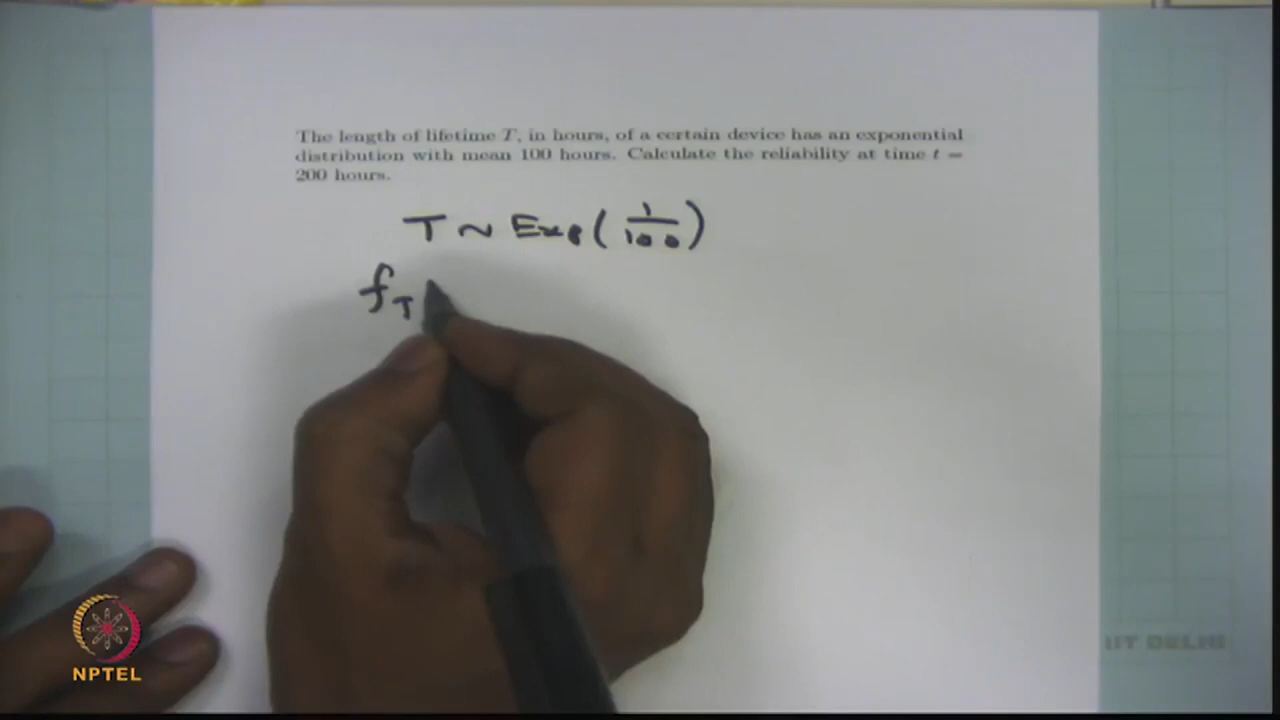 The length of lifetime T, in hours, of a certain device has an exponential
distribution with mean 100 hours. Calculate the reliability at time t =
200 hours.
T ~ Exp(1/100)
f_T
NPTEL
IIT DELHI